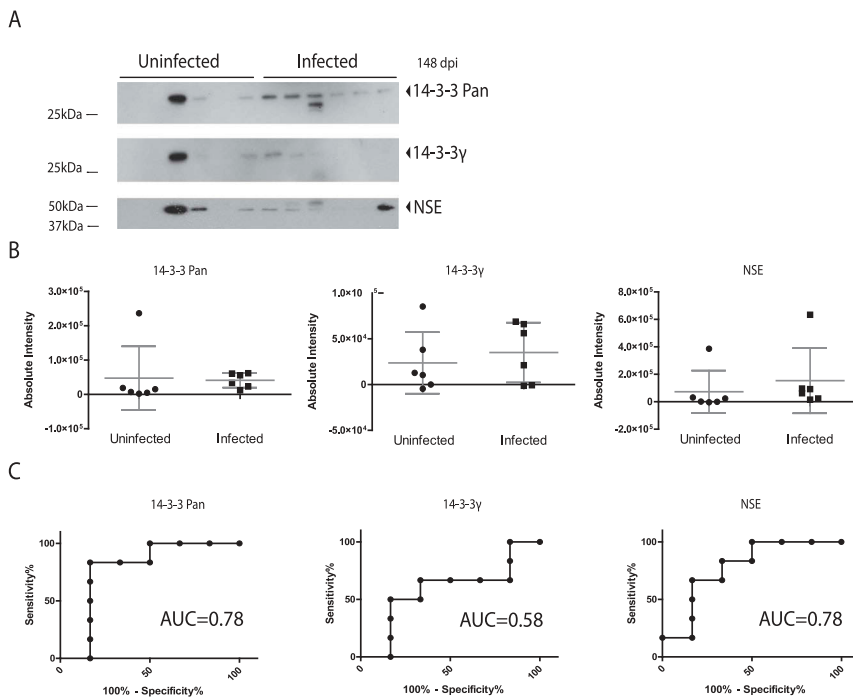 A
Uninfected Infected 148 dpi
14-3-3 Pan
25kDa
14-3-3γ
25kDa
50kDa
NSE
37kDa
B
14-3-3 Pan
Absolute Intensity
3.0×10⁵
2.0×10⁵
1.0×10⁵
0
-1.0×10⁵
Uninfected Infected
14-3-3γ
Absolute Intensity
1.0×10⁵
5.0×10⁴
0
-5.0×10⁴
Uninfected Infected
NSE
Absolute Intensity
8.0×10⁵
6.0×10⁵
4.0×10⁵
2.0×10⁵
0
-2.0×10⁵
Uninfected Infected
C
14-3-3 Pan
Sensitivity%
100
50
0
AUC=0.78
0 50 100
100% - Specificity%
14-3-3γ
Sensitivity%
100
50
0
AUC=0.58
0 50 100
100% - Specificity%
NSE
Sensitivity%
100
50
0
AUC=0.78
0 50 100
100% - Specificity%